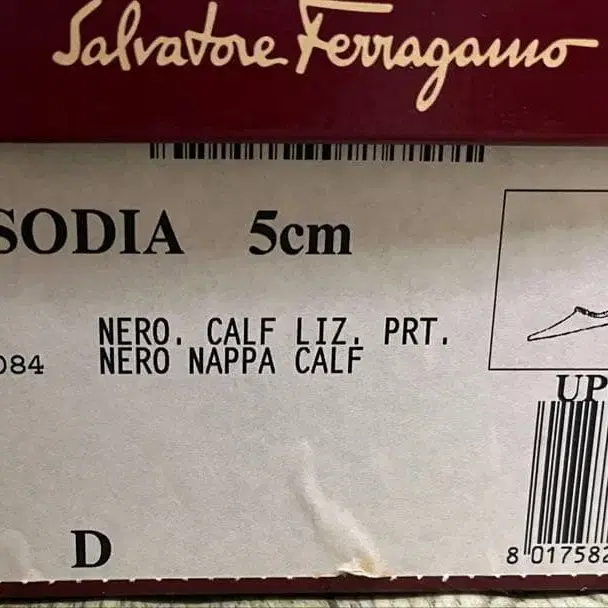 Salvatore Ferragamo
SODIA 5cm
NERO. CALF LIZ. PRT.
084 NERO NAPPA CALF
UP
D
8 017582